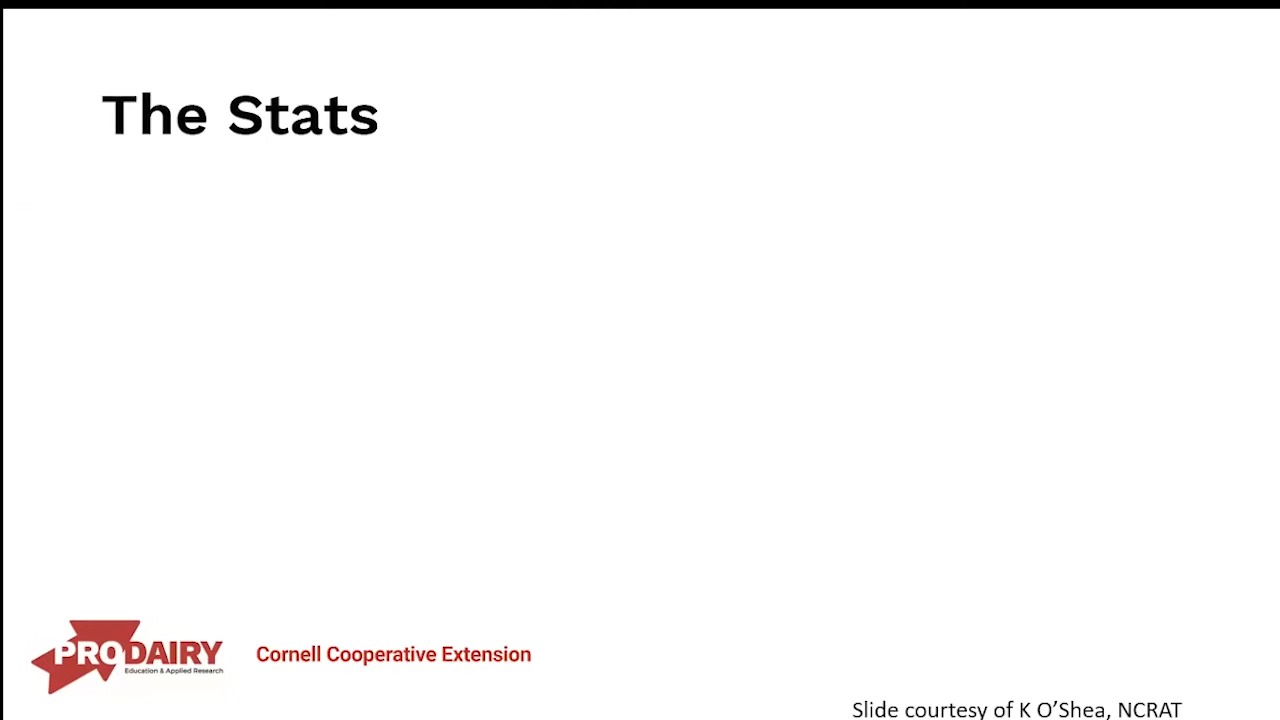 The Stats
PRODAIRY
Education & Applied Research
Cornell Cooperative Extension
Slide courtesy of K O’Shea, NCRAT